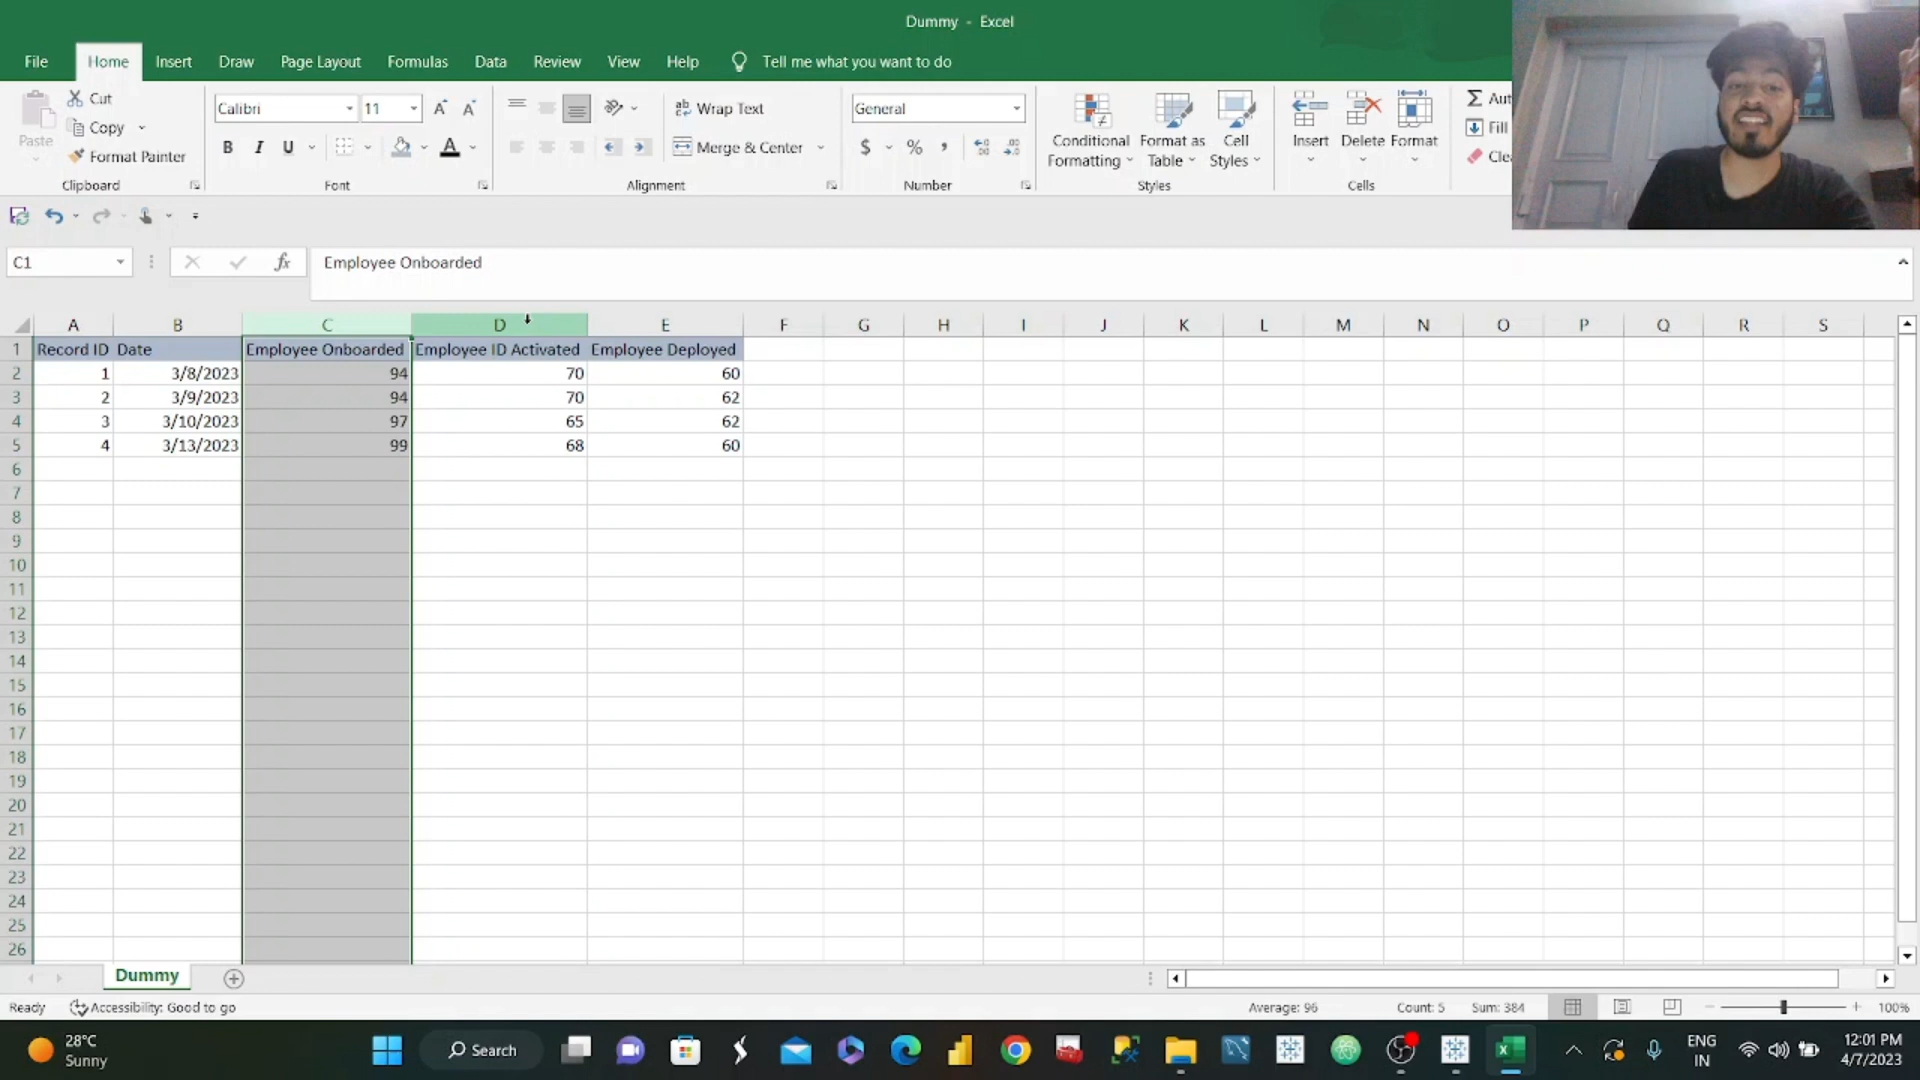 Dummy - Excel
File Home Insert Draw Page Layout Formulas Data Review View Help Tell me what you want to do
Paste
Cut
Copy
Format Painter
Clipboard
Calibri 11 A A
B I U A
Font
Wrap Text
Merge & Center
Alignment
General
$ %
Number
Conditional Formatting
Format as Table
Cell Styles
Styles
Insert Delete Format
Cells
Fill
C1 fx Employee Onboarded
A B C D E F G H I J K L M N O P Q R S
1 Record ID Date Employee Onboarded Employee ID Activated Employee Deployed
2 1 3/8/2023 94 70 60
3 2 3/9/2023 94 70 62
4 3 3/10/2023 97 65 62
5 4 3/13/2023 99 68 60
6
7
8
9
10
11
12
13
14
15
16
17
18
19
20
21
22
23
24
25
26
Dummy
Ready Accessibility: Good to go Average: 96 Count: 5 Sum: 384 100%
28°C
Sunny
Search
ENG
IN
12:01 PM
4/7/2023